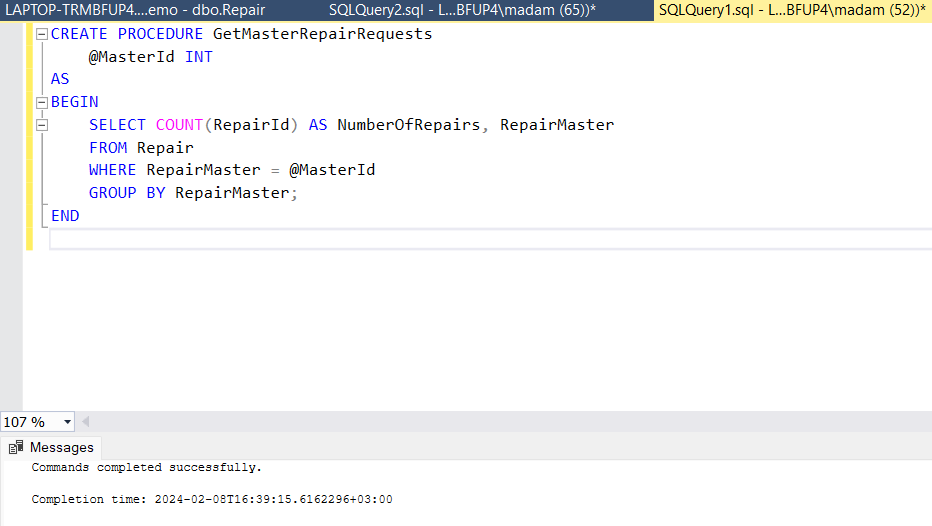 LAPTOP-TRMBFUP4....emo - dbo.Repair SQLQuery2.sql - L...BFUP4\madam (65))* SQLQuery1.sql - L...BFUP4\madam (52))*
CREATE PROCEDURE GetMasterRepairRequests
@MasterId INT
AS
BEGIN
SELECT COUNT(RepairId) AS NumberOfRepairs, RepairMaster
FROM Repair
WHERE RepairMaster = @MasterId
GROUP BY RepairMaster;
END
107 %
Messages
Commands completed successfully.
Completion time: 2024-02-08T16:39:15.6162296+03:00